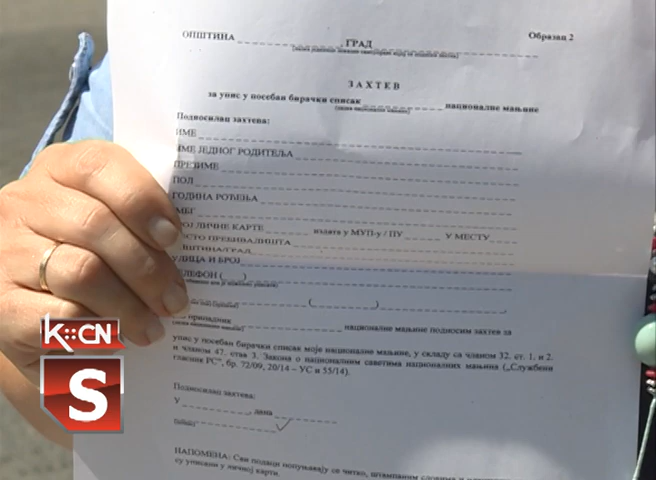 ОПШТИНА ГРАД
Образац 2
ЗАХТЕВ
за упис у посебан бирачки списак националне мањине
Подносилац захтева:
ИМЕ
ИМЕ ЈЕДНОГ РОДИТЕЉА
ПРЕЗИМЕ
ПОЛ
ГОДИНА РОЂЕЊА
МБГ
ЛИЧНЕ КАРТЕ издата у МУП-у / ПУ У МЕСТУ
ПРЕБИВАЛИШТА
УЛИЦА И БРОЈ
ТЕЛЕФОН (
( ) ,
припадник националне мањине подносим захтев за
упис у посебан бирачки списак моје националне мањине, у складу са чланом 32. ст. 1. и 2.
и чланом 47. став 3. Закона о националним саветима националних мањина („Службени
гласник РС”, бр. 72/09, 20/14 – УС и 55/14).
Подносилац захтева:
У , дана
НАПОМЕНА: Сви подаци попуњавају се читко, штампаним словима и
су уписани у личној карти.
K::CN
S